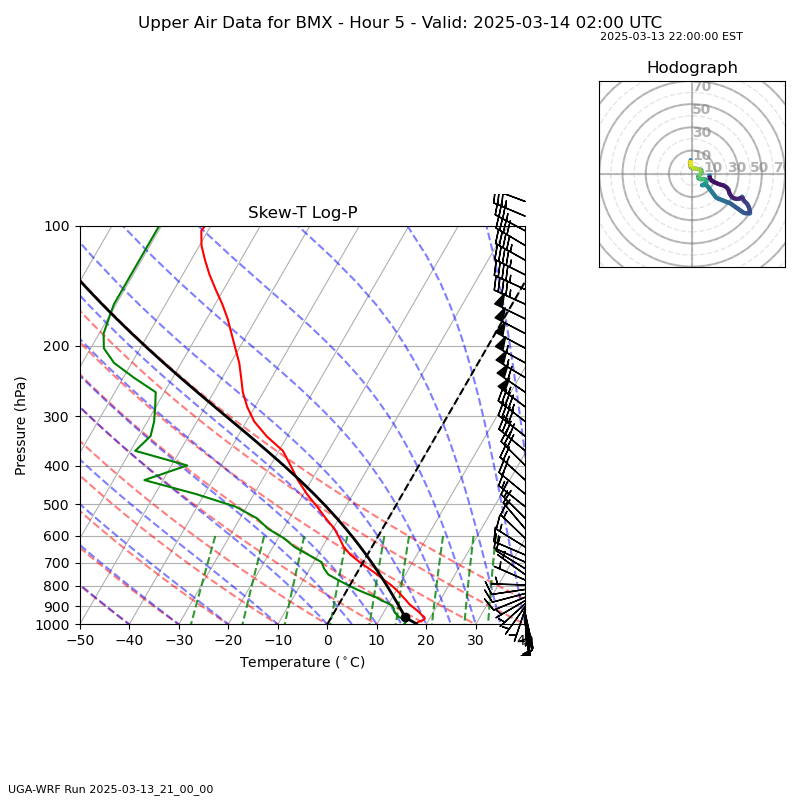 Upper Air Data for BMX - Hour 5 - Valid: 2025-03-14 02:00 UTC
2025-03-13 22:00:00 EST
Hodograph
70
50
30
10
10 30 50 7
Skew-T Log-P
100
200
300
400
500
600
700
800
900
1000
Pressure (hPa)
−50 −40 −30 −20 −10 0 10 20 30 40
Temperature (°C)
UGA-WRF Run 2025-03-13_21_00_00